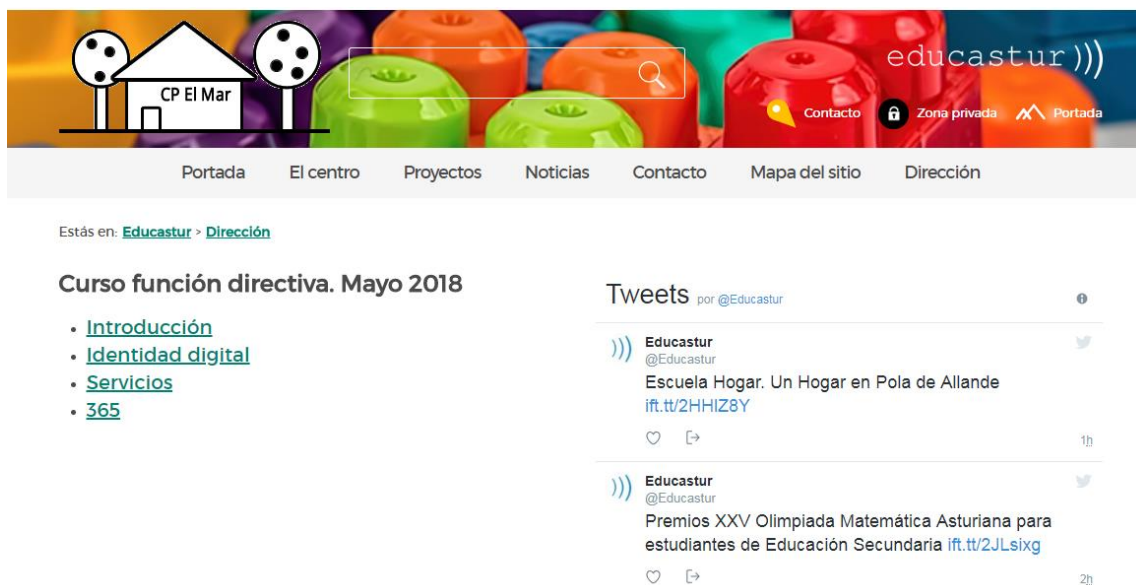 CP El Mar
educastur
Contacto Zona privada Portada
Portada El centro Proyectos Noticias Contacto Mapa del sitio Dirección
Estás en: Educastur > Dirección
Curso función directiva. Mayo 2018
• Introducción
• Identidad digital
• Servicios
• 365
Tweets por @Educastur
Educastur
@Educastur
Escuela Hogar. Un Hogar en Pola de Allande
ift.tt/2HHIZ8Y
1h
Educastur
@Educastur
Premios XXV Olimpiada Matemática Asturiana para
estudiantes de Educación Secundaria ift.tt/2JLsixg
2h